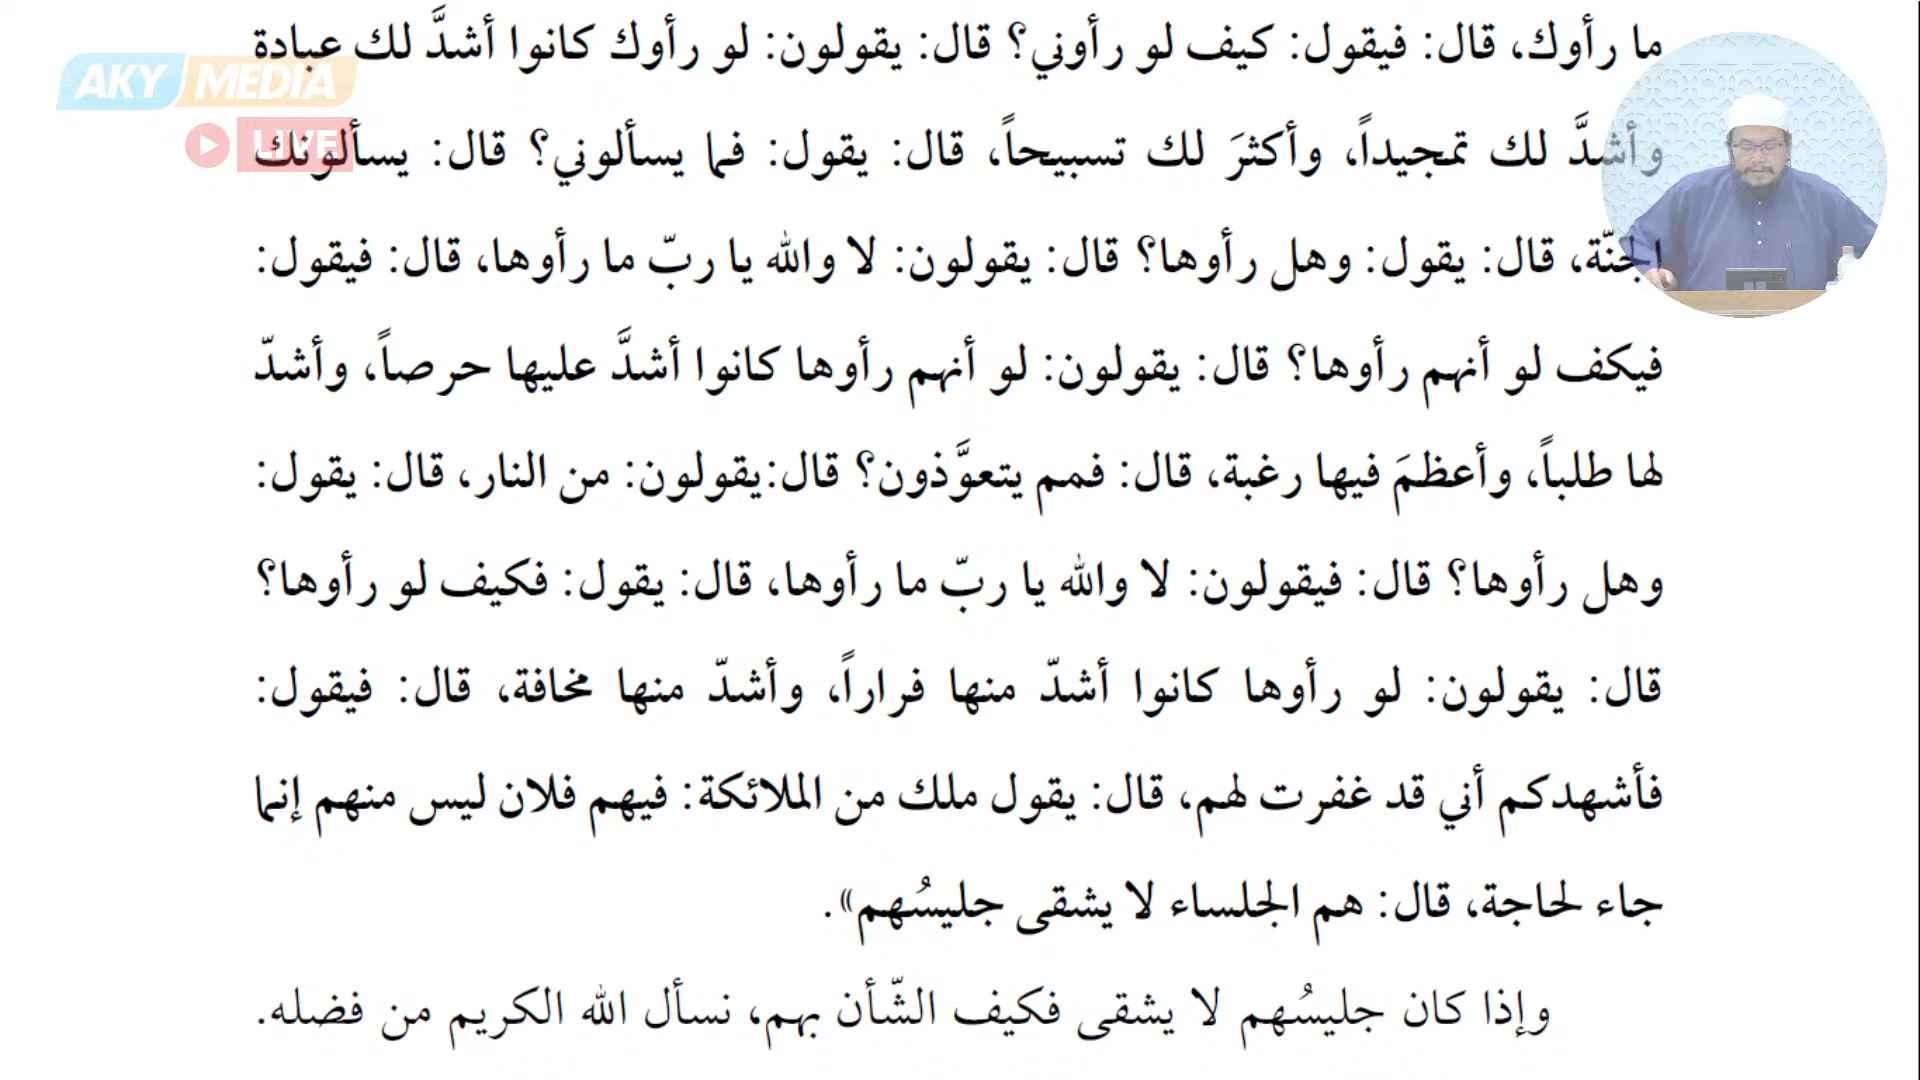 ما رأوك، قال: فيقول: كيف لو رأوني؟ قال: يقولون: لو رأوك كانوا أشدَّ لك عبادة
AKY MEDIA
وأشدَّ لك تمجيداً، وأكثرَ لك تسبيحاً، قال: يقول: فما يسألوني؟ قال: يسألونك
LIVE
الجنّة، قال: يقول: وهل رأوها؟ قال: يقولون: لا والله يا ربّ ما رأوها، قال: فيقول:
فيكف لو أنهم رأوها؟ قال: يقولون: لو أنهم رأوها كانوا أشدَّ عليها حرصاً، وأشدّ
لها طلباً، وأعظمَ فيها رغبة، قال: فمم يتعوَّذون؟ قال:يقولون: من النار، قال: يقول:
وهل رأوها؟ قال: فيقولون: لا والله يا ربّ ما رأوها، قال: يقول: فكيف لو رأوها؟
قال: يقولون: لو رأوها كانوا أشدّ منها فراراً، وأشدّ منها مخافة، قال: فيقول:
فأشهدكم أني قد غفرت لهم، قال: يقول ملك من الملائكة: فيهم فلان ليس منهم إنما
جاء لحاجة، قال: هم الجلساء لا يشقى جليسُهم».
وإذا كان جليسُهم لا يشقى فكيف الشّأن بهم، نسأل الله الكريم من فضله.